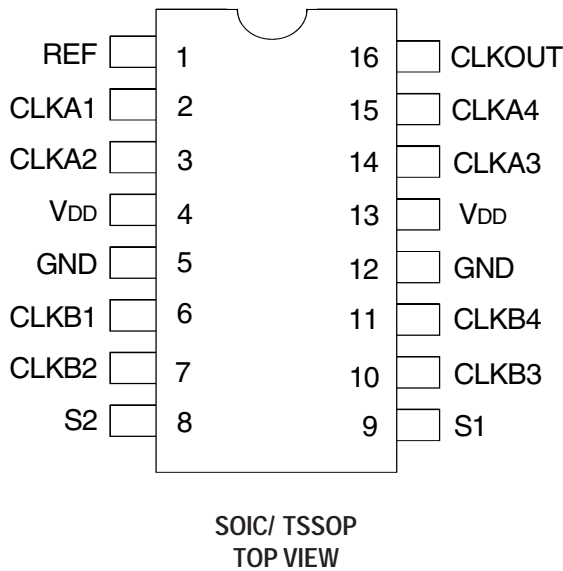 REF 1 16 CLKOUT
CLKA1 2 15 CLKA4
CLKA2 3 14 CLKA3
VDD 4 13 VDD
GND 5 12 GND
CLKB1 6 11 CLKB4
CLKB2 7 10 CLKB3
S2 8 9 S1
SOIC/ TSSOP
TOP VIEW